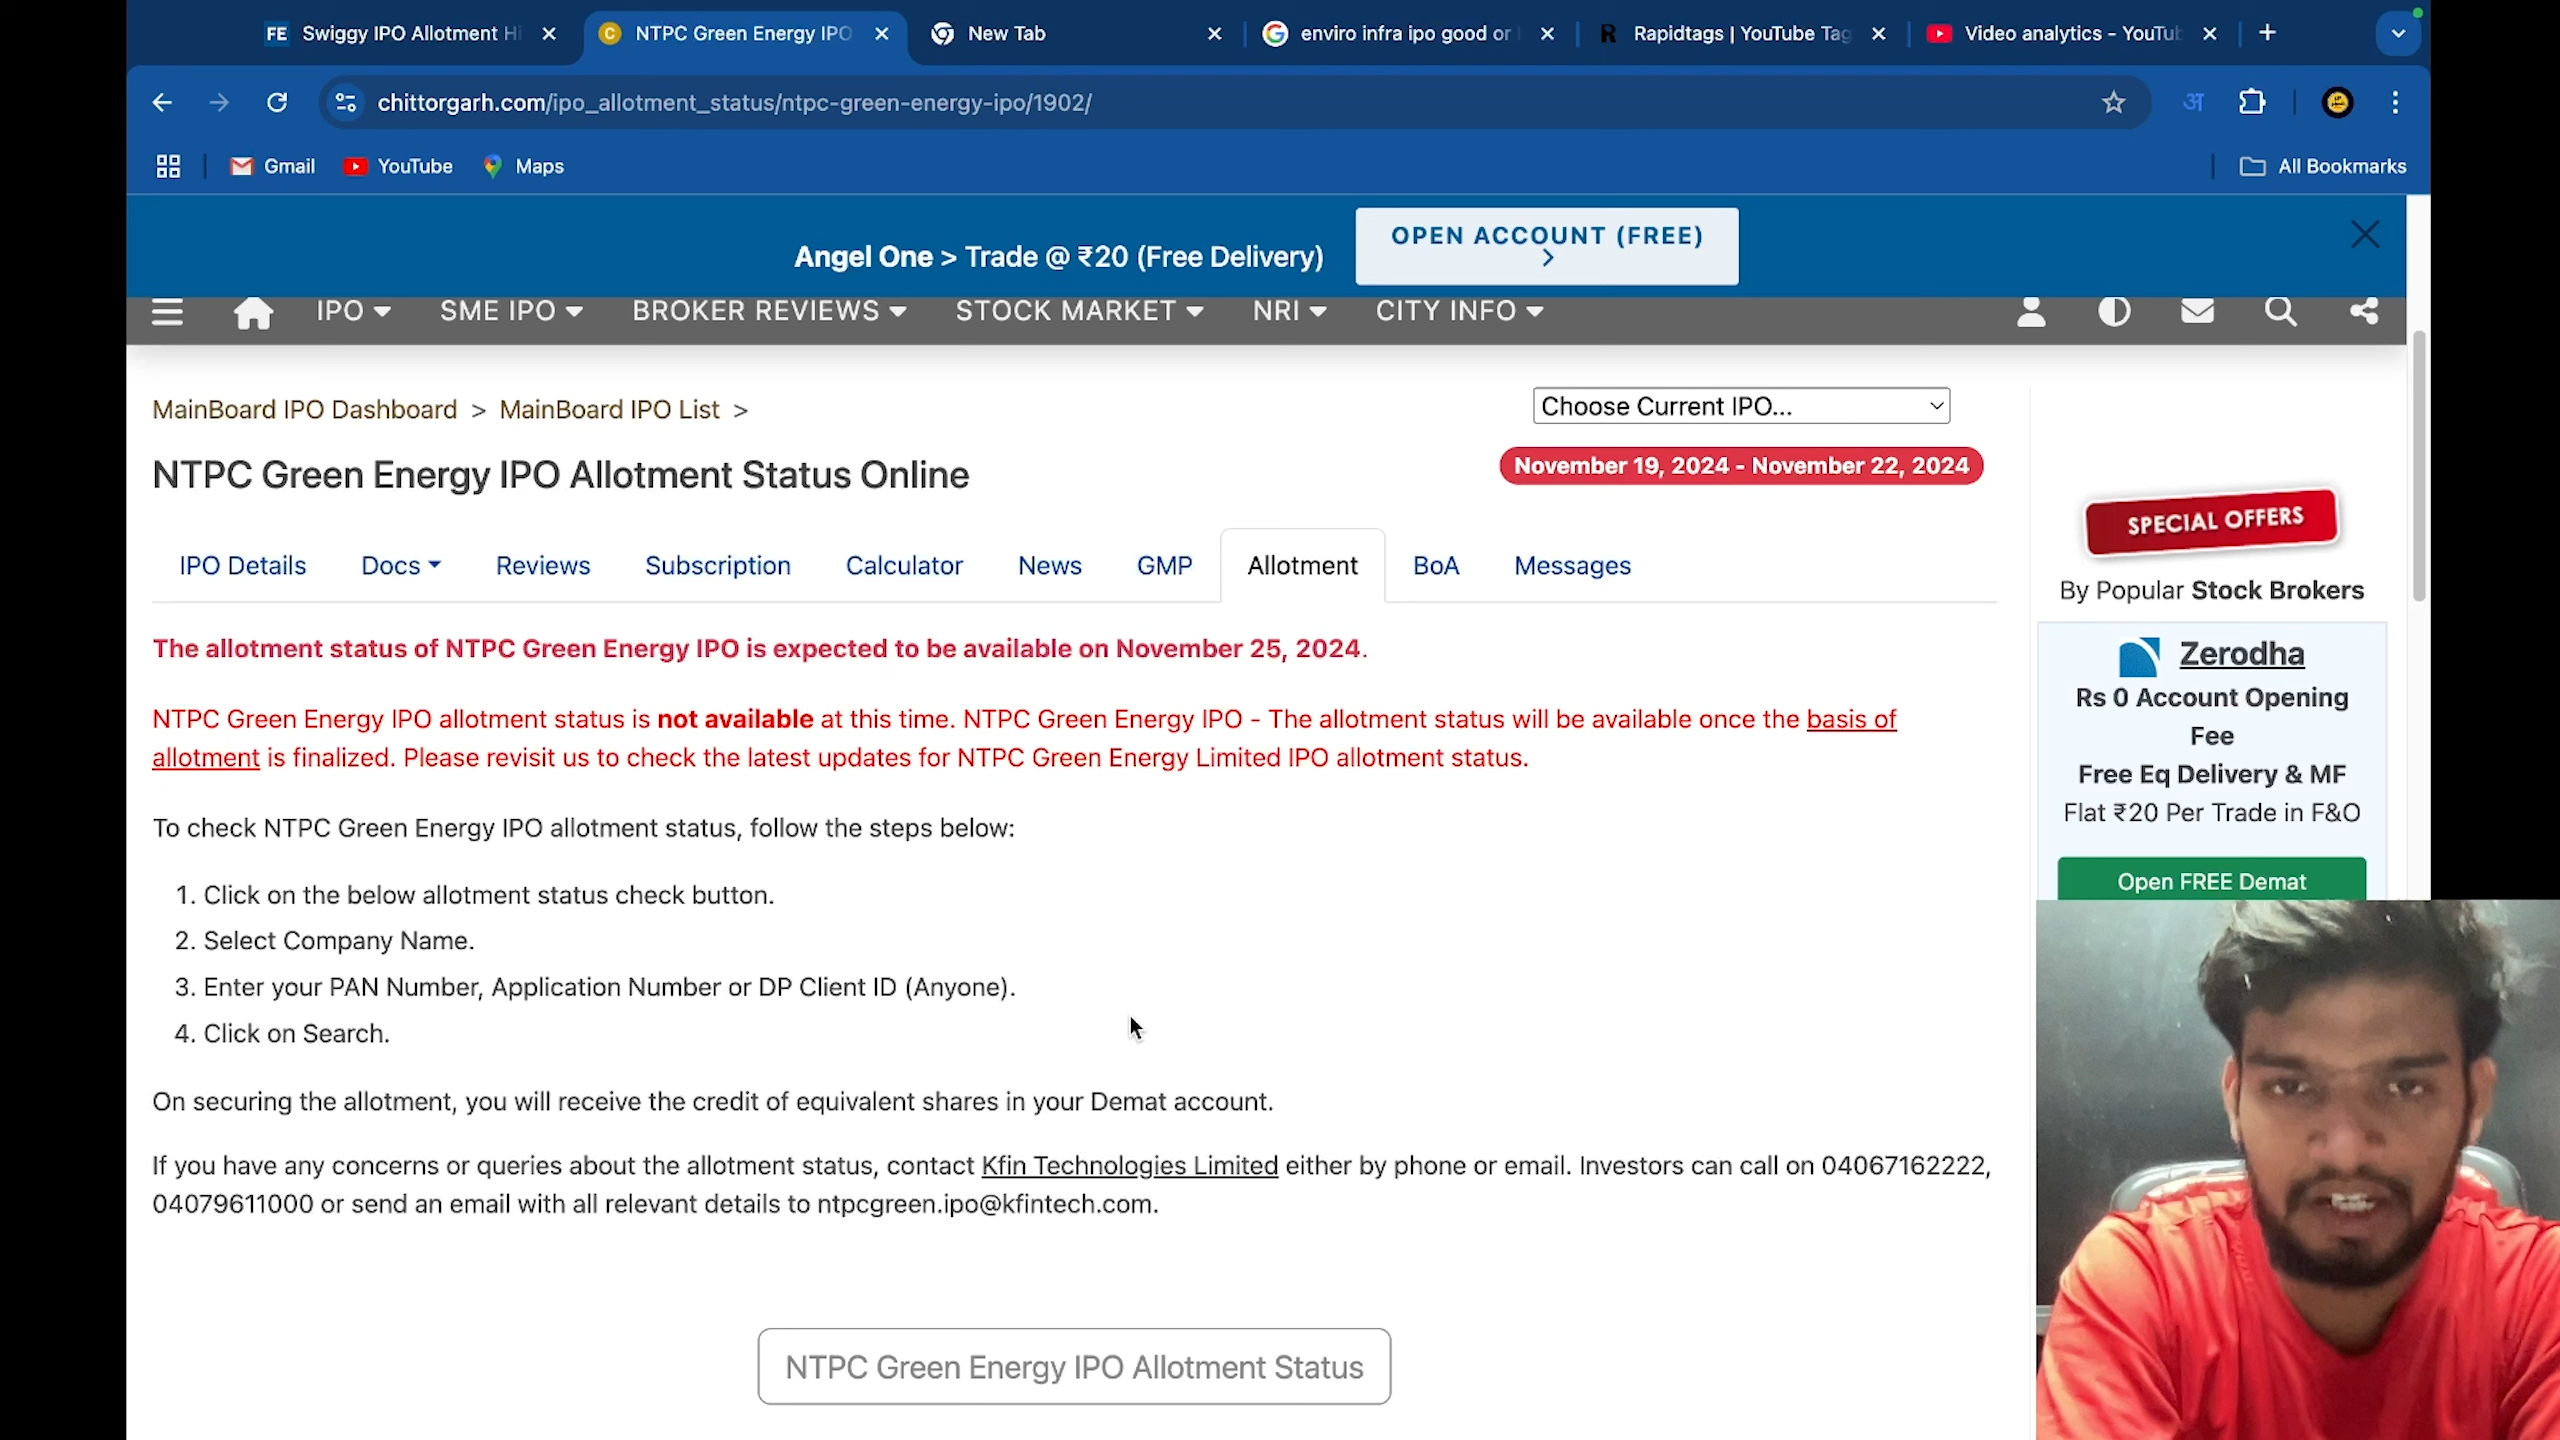 FE Swiggy IPO Allotment Hi
C NTPC Green Energy IPO
New Tab
G enviro infra ipo good or
R Rapidtags | YouTube Tag
Video analytics - YouTub
chittorgarh.com/ipo_allotment_status/ntpc-green-energy-ipo/1902/
अ
Gmail
YouTube
Maps
All Bookmarks
Angel One > Trade @ ₹20 (Free Delivery)
OPEN ACCOUNT (FREE)
IPO
SME IPO
BROKER REVIEWS
STOCK MARKET
NRI
CITY INFO
MainBoard IPO Dashboard > MainBoard IPO List >
Choose Current IPO...
NTPC Green Energy IPO Allotment Status Online
November 19, 2024 - November 22, 2024
IPO Details
Docs
Reviews
Subscription
Calculator
News
GMP
Allotment
BoA
Messages
The allotment status of NTPC Green Energy IPO is expected to be available on November 25, 2024.
NTPC Green Energy IPO allotment status is not available at this time. NTPC Green Energy IPO - The allotment status will be available once the basis of
allotment is finalized. Please revisit us to check the latest updates for NTPC Green Energy Limited IPO allotment status.
To check NTPC Green Energy IPO allotment status, follow the steps below:
1. Click on the below allotment status check button.
2. Select Company Name.
3. Enter your PAN Number, Application Number or DP Client ID (Anyone).
4. Click on Search.
On securing the allotment, you will receive the credit of equivalent shares in your Demat account.
If you have any concerns or queries about the allotment status, contact Kfin Technologies Limited either by phone or email. Investors can call on 04067162222,
04079611000 or send an email with all relevant details to ntpcgreen.ipo@kfintech.com.
NTPC Green Energy IPO Allotment Status
SPECIAL OFFERS
By Popular Stock Brokers
Zerodha
Rs 0 Account Opening
Fee
Free Eq Delivery & MF
Flat ₹20 Per Trade in F&O
Open FREE Demat